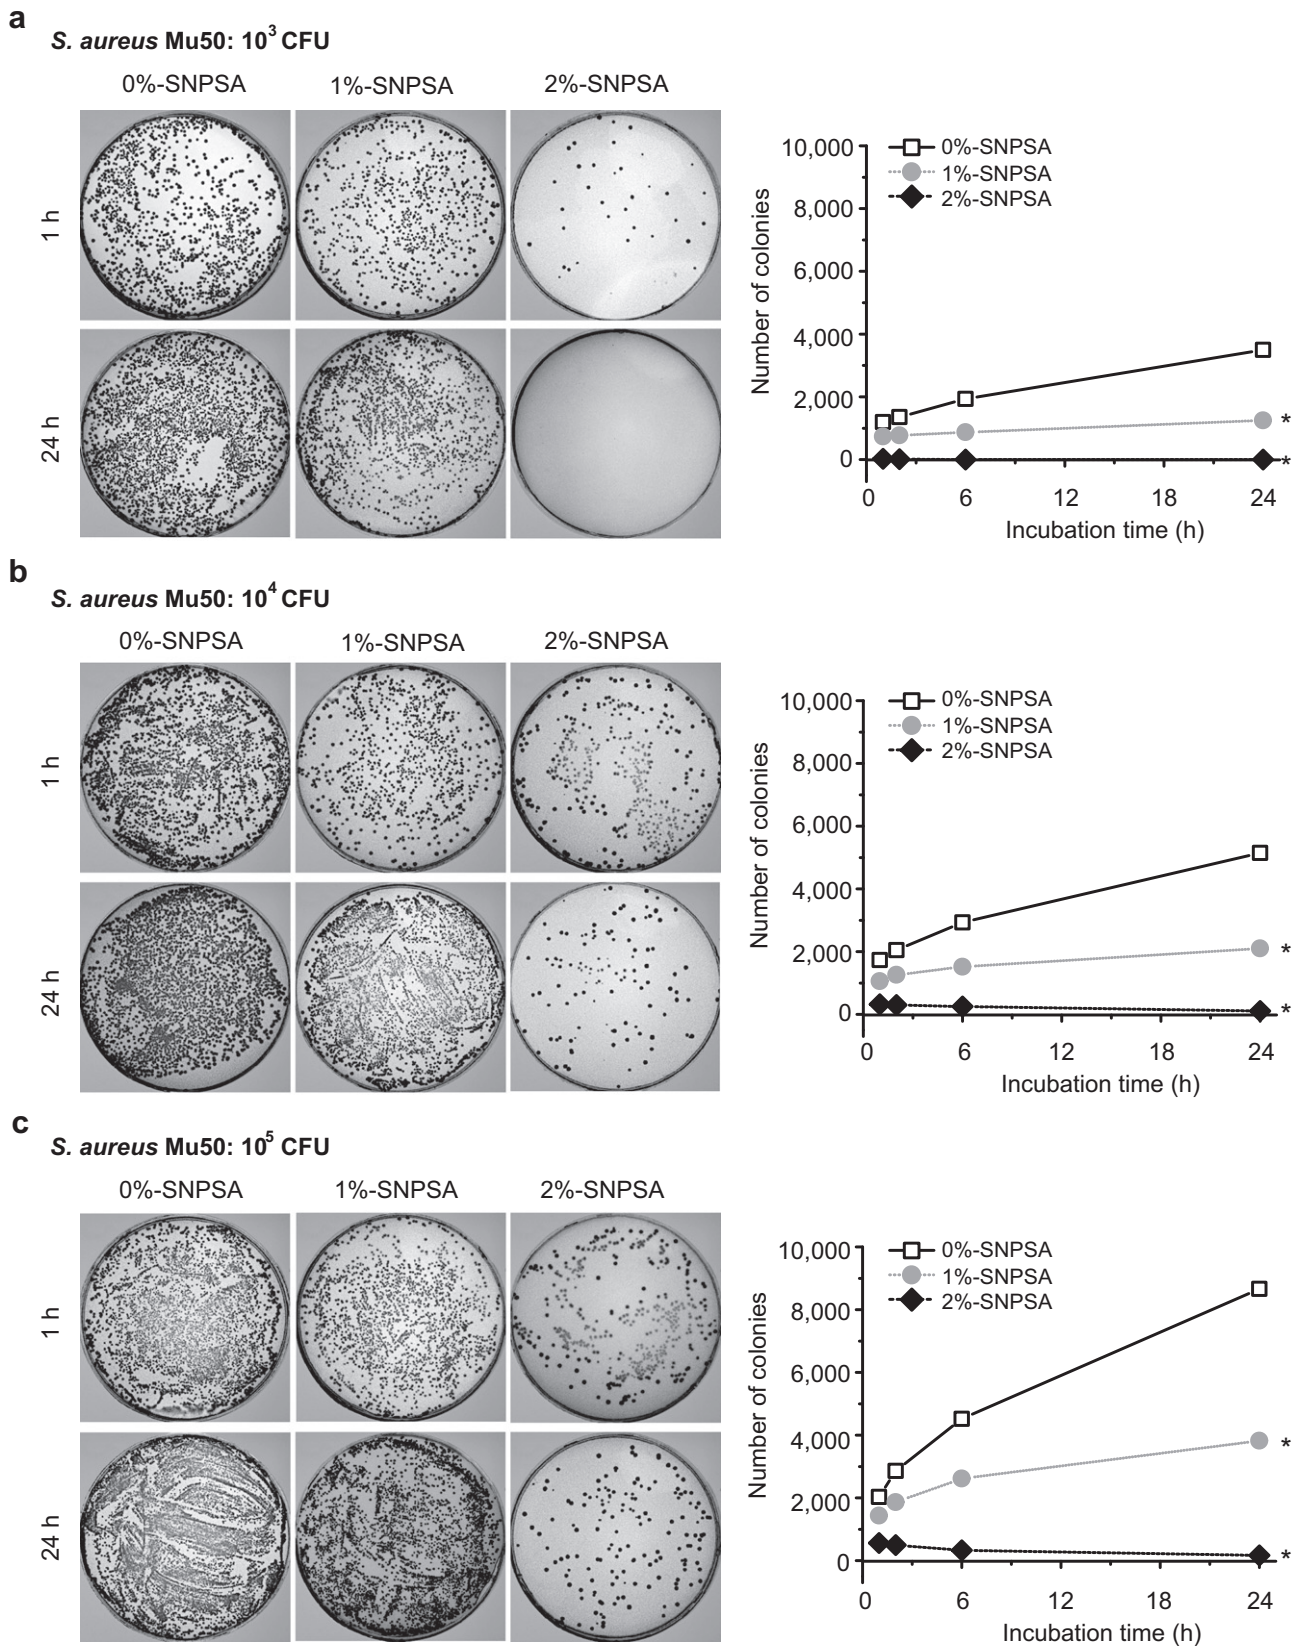 a
S. aureus Mu50: 10³ CFU
0%-SNPSA 1%-SNPSA 2%-SNPSA
1 h
24 h
10,000
8,000
6,000
4,000
2,000
0
Number of colonies
0%-SNPSA
1%-SNPSA
2%-SNPSA
*
*
0 6 12 18 24
Incubation time (h)
b
S. aureus Mu50: 10⁴ CFU
0%-SNPSA 1%-SNPSA 2%-SNPSA
1 h
24 h
10,000
8,000
6,000
4,000
2,000
0
Number of colonies
0%-SNPSA
1%-SNPSA
2%-SNPSA
*
*
0 6 12 18 24
Incubation time (h)
c
S. aureus Mu50: 10⁵ CFU
0%-SNPSA 1%-SNPSA 2%-SNPSA
1 h
24 h
10,000
8,000
6,000
4,000
2,000
0
Number of colonies
0%-SNPSA
1%-SNPSA
2%-SNPSA
*
*
0 6 12 18 24
Incubation time (h)